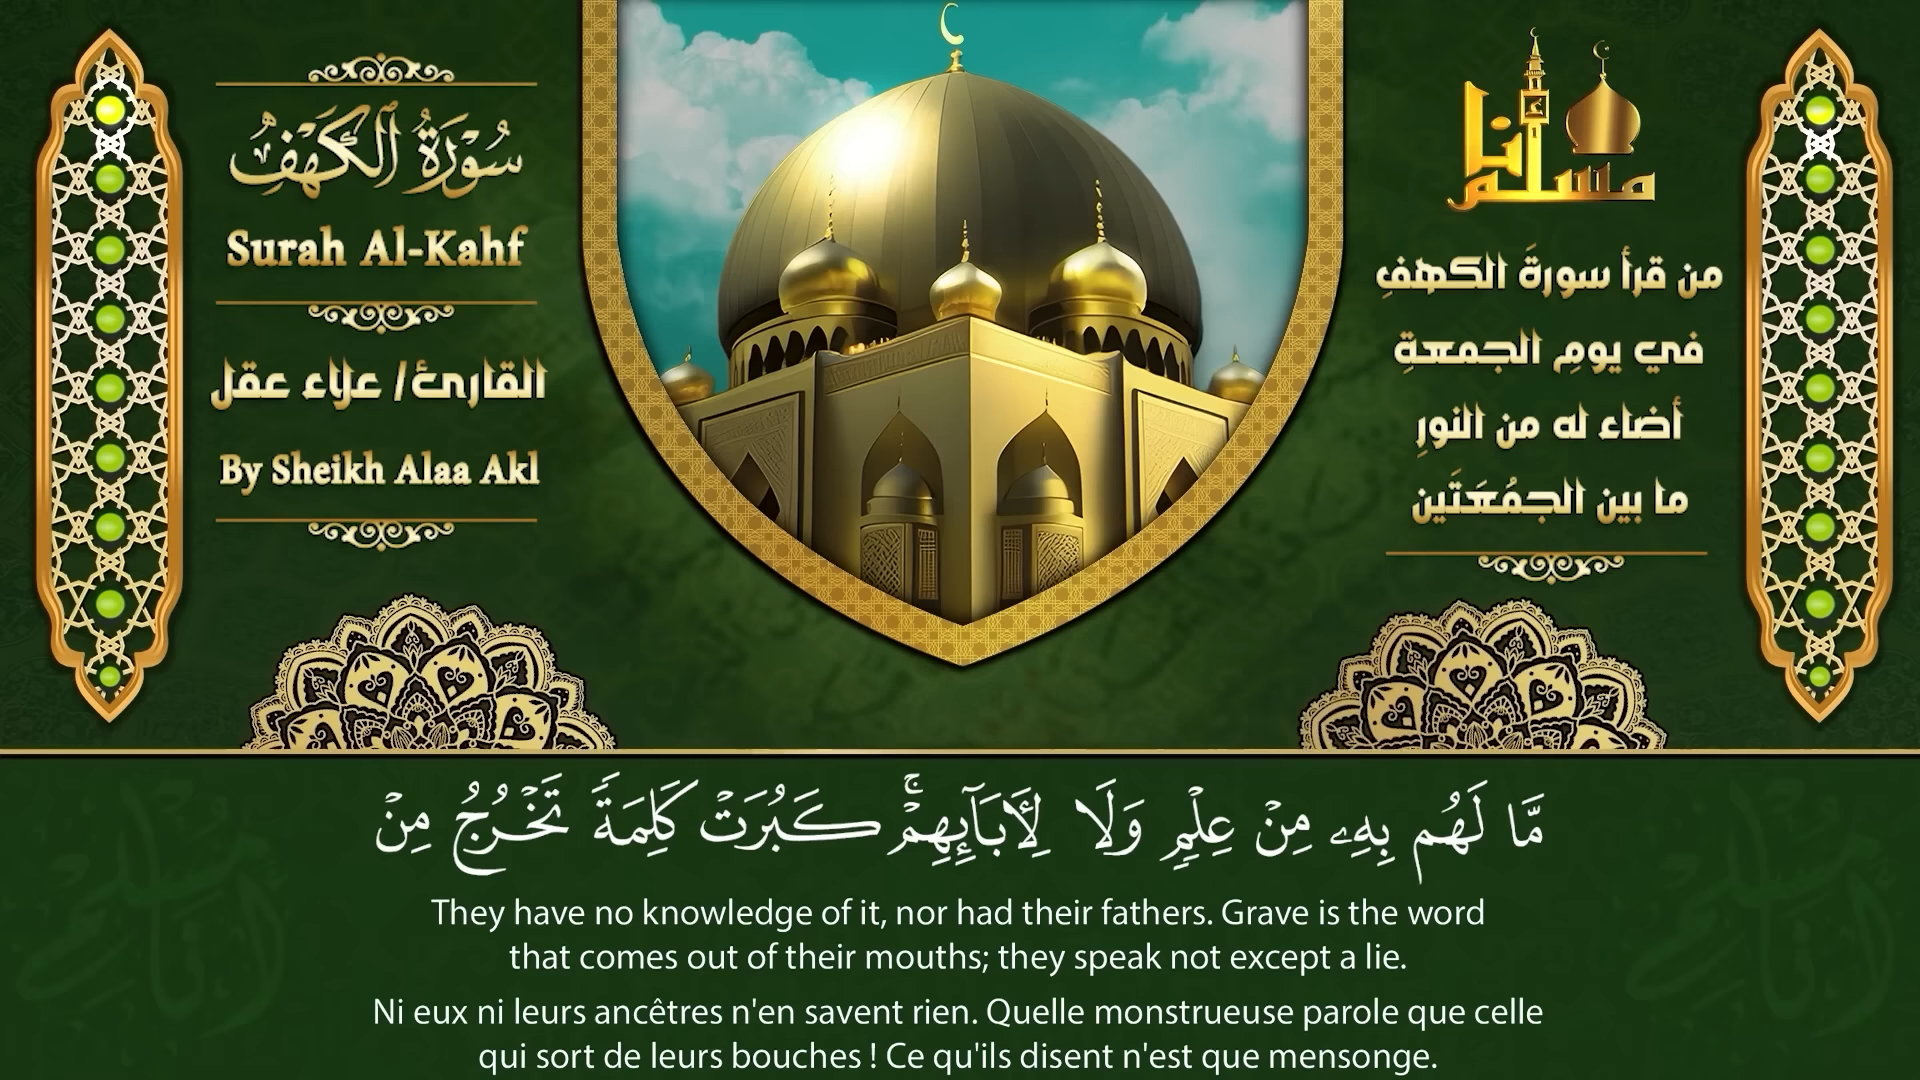 سُورَةُ الكَهْفِ
Surah Al-Kahf
القارئ/ علاء عقل
By Sheikh Alaa Akl
أنا
مسلم
من قرأ سورةَ الكهفِ
في يومِ الجمعةِ
أضاء له من النورِ
ما بين الجمُعَتَين
مَّا لَهُم بِهِۦ مِنْ عِلْمٍ وَلَا لِأَبَآئِهِمْ ۚ كَبُرَتْ كَلِمَةً تَخْرُجُ مِنْ
They have no knowledge of it, nor had their fathers. Grave is the word
that comes out of their mouths; they speak not except a lie.
Ni eux ni leurs ancêtres n'en savent rien. Quelle monstrueuse parole que celle
qui sort de leurs bouches ! Ce qu'ils disent n'est que mensonge.